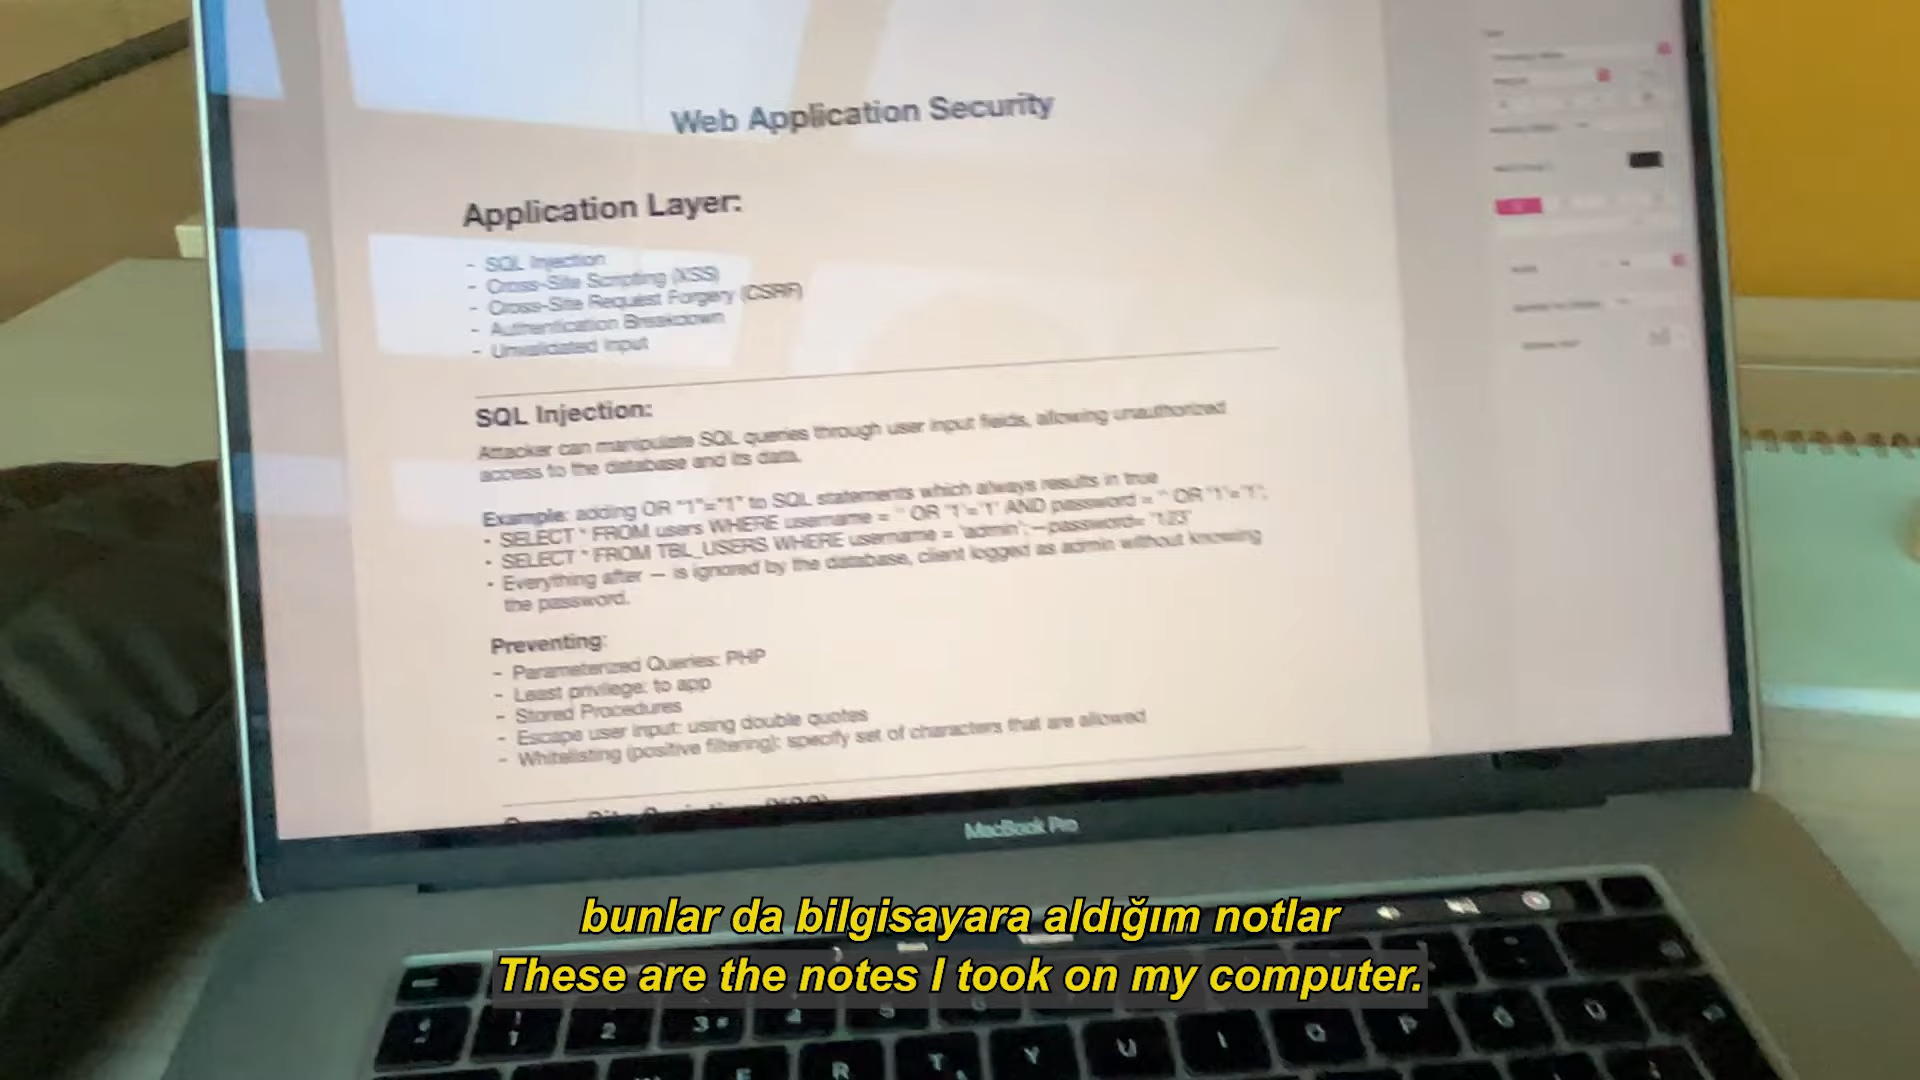 Web Application Security
Application Layer:
- SQL Injection
- Cross-Site Scripting (XSS)
- Cross-Site Request Forgery (CSRF)
- Authentication Breakdown
- Unvalidated input
SQL Injection:
Attacker can manipulate SQL queries through user input fields, allowing unauthorized
access to the database and its data.
Example: adding OR "1"="1" to SQL statements which always results in true
• SELECT * FROM users WHERE username = '' OR '1'='1' AND password = '' OR '1'='1';
• SELECT * FROM TBL_USERS WHERE username = 'admin'; —password= '123'
• Everything after — is ignored by the database, client logged as admin without knowing
the password.
Preventing:
- Parameterized Queries: PHP
- Least privilege: to app
- Stored Procedures
- Escape user input: using double quotes
- Whitelisting (positive filtering): specify set of characters that are allowed
MacBook Pro
bunlar da bilgisayara aldığım notlar
These are the notes I took on my computer.
1 2 3
E R T Y U I O P Ğ Ü